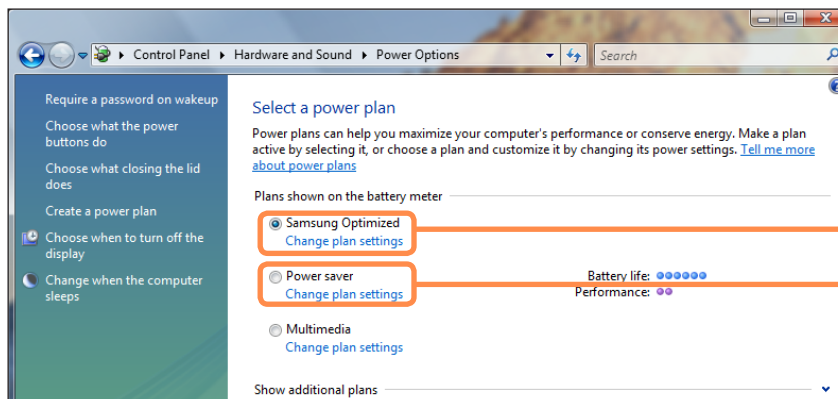 Control Panel ▸ Hardware and Sound ▸ Power Options
Search
Require a password on wakeup
Choose what the power
buttons do
Choose what closing the lid
does
Create a power plan
Choose when to turn off the
display
Change when the computer
sleeps
Select a power plan
Power plans can help you maximize your computer's performance or conserve energy. Make a plan
active by selecting it, or choose a plan and customize it by changing its power settings. Tell me more
about power plans
Plans shown on the battery meter
Samsung Optimized
Change plan settings
Power saver
Battery life:
Change plan settings
Performance:
Multimedia
Change plan settings
Show additional plans